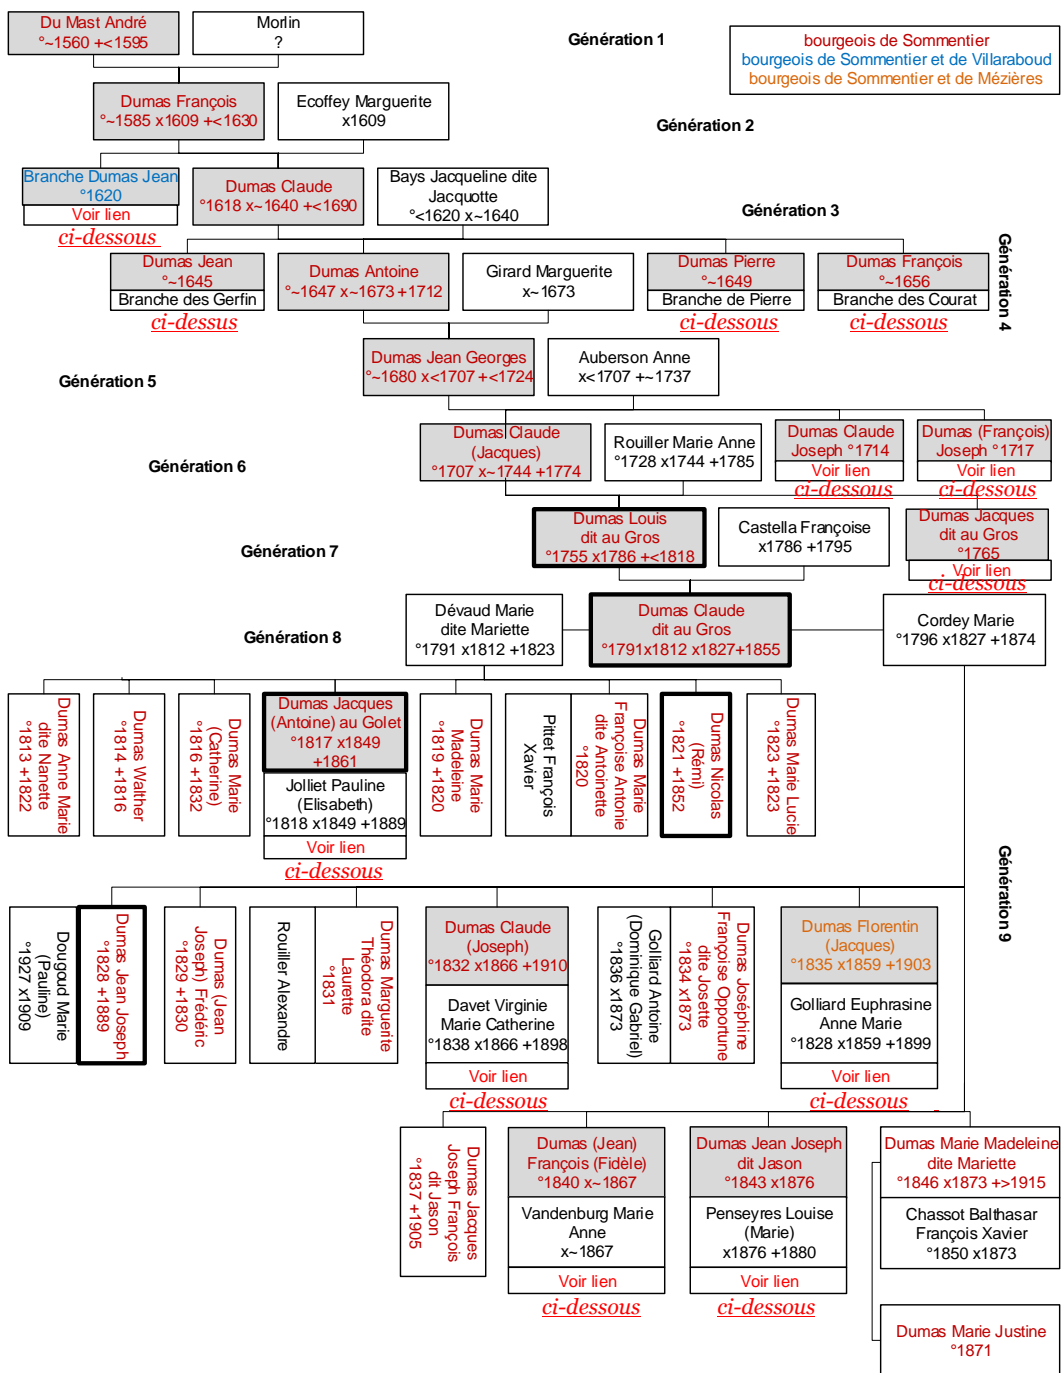 Du Mast André
°~1560 +<1595
Morlin
?
Génération 1
bourgeois de Sommentier
bourgeois de Sommentier et de Villaraboud
bourgeois de Sommentier et de Mézières
Dumas François
°~1585 x1609 +<1630
Ecoffey Marguerite
x1609
Génération 2
Branche Dumas Jean
°1620
Voir lien
ci-dessous
Dumas Claude
°1618 x~1640 +<1690
Bays Jacqueline dite
Jacquotte
°<1620 x~1640
Génération 3
Dumas Jean
°~1645
Branche des Gerfin
ci-dessus
Dumas Antoine
°~1647 x~1673 +1712
Girard Marguerite
x~1673
Dumas Pierre
°~1649
Branche de Pierre
ci-dessous
Dumas François
°~1656
Branche des Courat
ci-dessous
Génération 4
Génération 5
Dumas Jean Georges
°~1680 x<1707 +<1724
Auberson Anne
x<1707 +~1737
Génération 6
Dumas Claude
(Jacques)
°1707 x~1744 +1774
Rouiller Marie Anne
°1728 x1744 +1785
Dumas Claude
Joseph °1714
Voir lien
ci-dessous
Dumas (François)
Joseph °1717
Voir lien
ci-dessous
Génération 7
Dumas Louis
dit au Gros
°1755 x1786 +<1818
Castella Françoise
x1786 +1795
Dumas Jacques
dit au Gros
°1765
Voir lien
ci-dessous
Génération 8
Dévaud Marie
dite Mariette
°1791 x1812 +1823
Dumas Claude
dit au Gros
°1791x1812 x1827+1855
Cordey Marie
°1796 x1827 +1874
Dumas Anne Marie
dite Nanette
°1813 +1822
Dumas Walther
°1814 +1816
Dumas Marie
(Catherine)
°1816 +1832
Dumas Jacques
(Antoine) au Golet
°1817 x1849
+1861
Jolliet Pauline
(Elisabeth)
°1818 x1849 +1889
Voir lien
ci-dessous
Dumas Marie
Madeleine
°1819 +1820
Pittet François
Xavier
Dumas Marie
Françoise Antonie
dite Antoinette
°1820
Dumas Nicolas
(Rémi)
°1821 +1852
Dumas Marie Lucie
°1823 +1823
Génération 9
Dougoud Marie
(Pauline)
°1927 x1909
Dumas Jean Joseph
°1828 +1889
Dumas (Jean
Joseph) Frédéric
°1829 +1830
Rouiller Alexandre
Dumas Marguerite
Théodora dite
Laurette
°1831
Dumas Claude
(Joseph)
°1832 x1866 +1910
Davet Virginie
Marie Catherine
°1838 x1866 +1898
Voir lien
ci-dessous
Golliard Antoine
(Dominique Gabriel)
°1836 x1873
Dumas Joséphine
Françoise Opportune
dite Josette
°1834 x1873
Dumas Florentin
(Jacques)
°1835 x1859 +1903
Golliard Euphrasine
Anne Marie
°1828 x1859 +1899
Voir lien
ci-dessous
Dumas Jacques
Joseph François
dit Jason
°1837 +1905
Dumas (Jean)
François (Fidèle)
°1840 x~1867
Vandenburg Marie
Anne
x~1867
Voir lien
ci-dessous
Dumas Jean Joseph
dit Jason
°1843 x1876
Penseyres Louise
(Marie)
x1876 +1880
Voir lien
ci-dessous
Dumas Marie Madeleine
dite Mariette
°1846 x1873 +>1915
Chassot Balthasar
François Xavier
°1850 x1873
Dumas Marie Justine
°1871